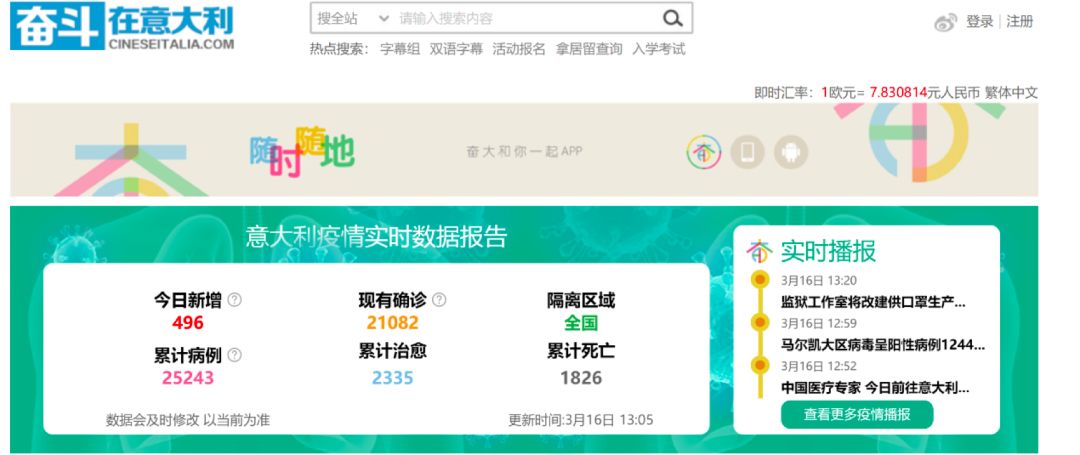 奋斗在意大利
CINESEITALIA.COM
搜全站 请输入搜索内容
登录 | 注册
热点搜索： 字幕组 双语字幕 活动报名 拿居留查询 入学考试
即时汇率：1欧元= 7.830814元人民币 繁体中文
随时随地
奋大和你一起 APP
意大利疫情实时数据报告
今日新增 ? 现有确诊 ? 隔离区域
496 21082 全国
累计病例 ? 累计治愈 累计死亡
25243 2335 1826
数据会及时修改 以当前为准 更新时间:3月16日 13:05
实时播报
3月16日 13:20
监狱工作室将改建供口罩生产...
3月16日 12:59
马尔凯大区病毒呈阳性病例1244...
3月16日 12:52
中国医疗专家 今日前往意大利...
查看更多疫情播报